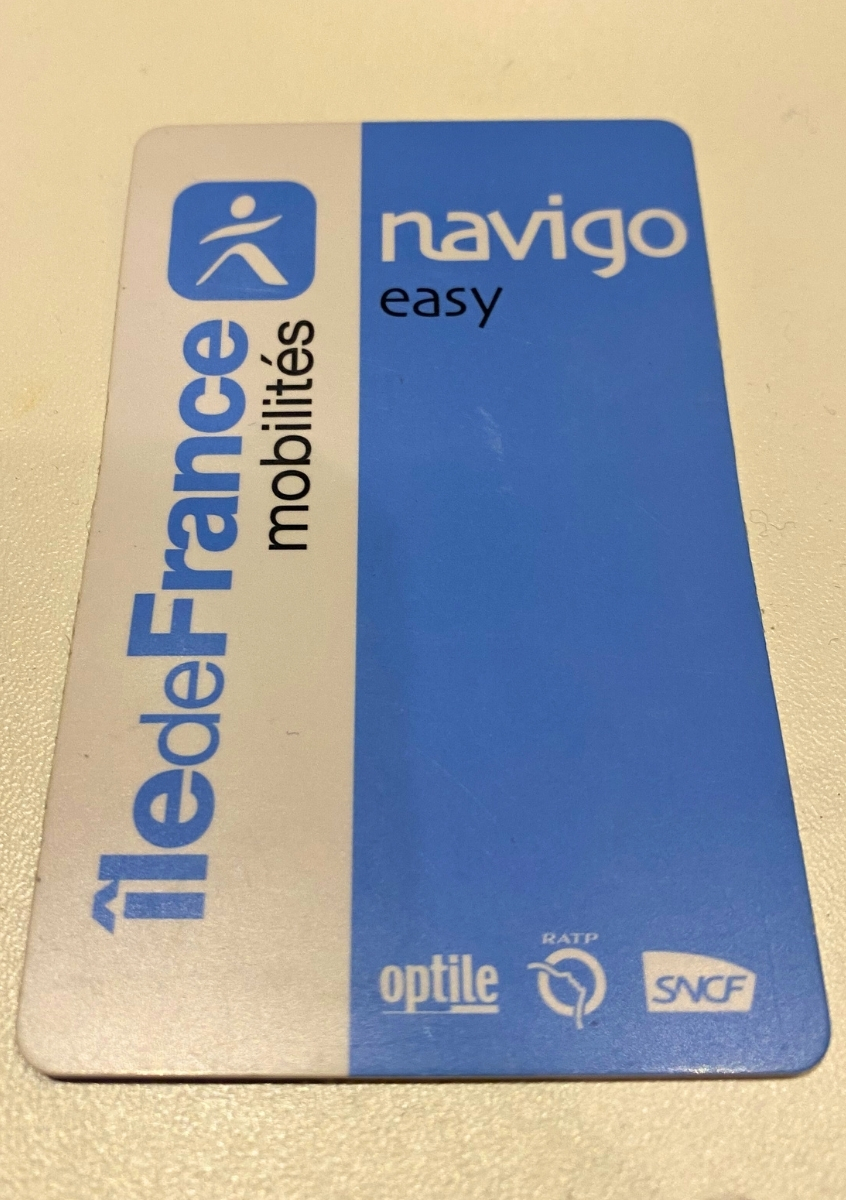 îledeFrance
mobilités
navigo
easy
optile
RATP
SNCF